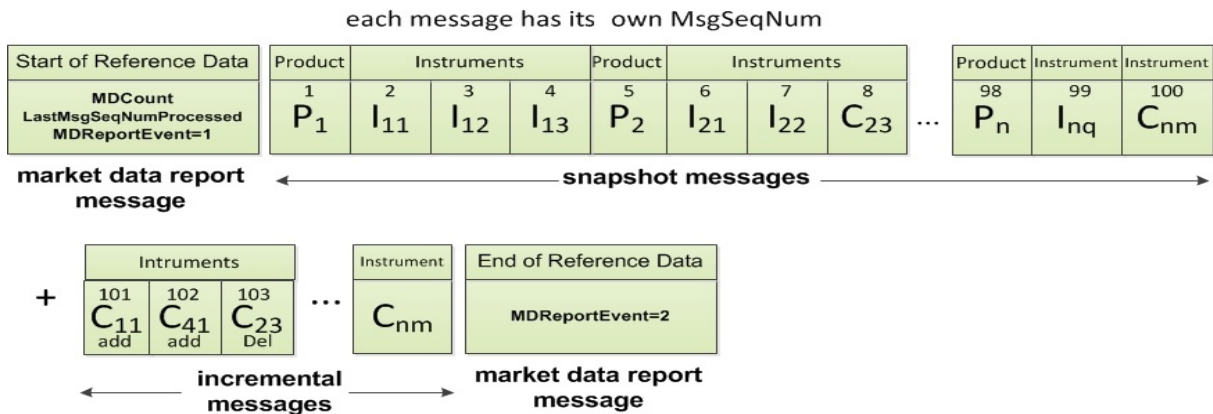 each message has its own MsgSeqNum
Start of Reference Data
MDCount
LastMsgSeqNumProcessed
MDReportEvent=1
market data report
message
Product Instruments Product Instruments Product Instrument Instrument
1 2 3 4 5 6 7 8 98 99 100
P1 I11 I12 I13 P2 I21 I22 C23 ... Pn Inq Cnm
snapshot messages
+
Intruments Instrument
101 102 103
C11 C41 C23 ... Cnm
add add Del
incremental
messages
End of Reference Data
MDReportEvent=2
market data report
message